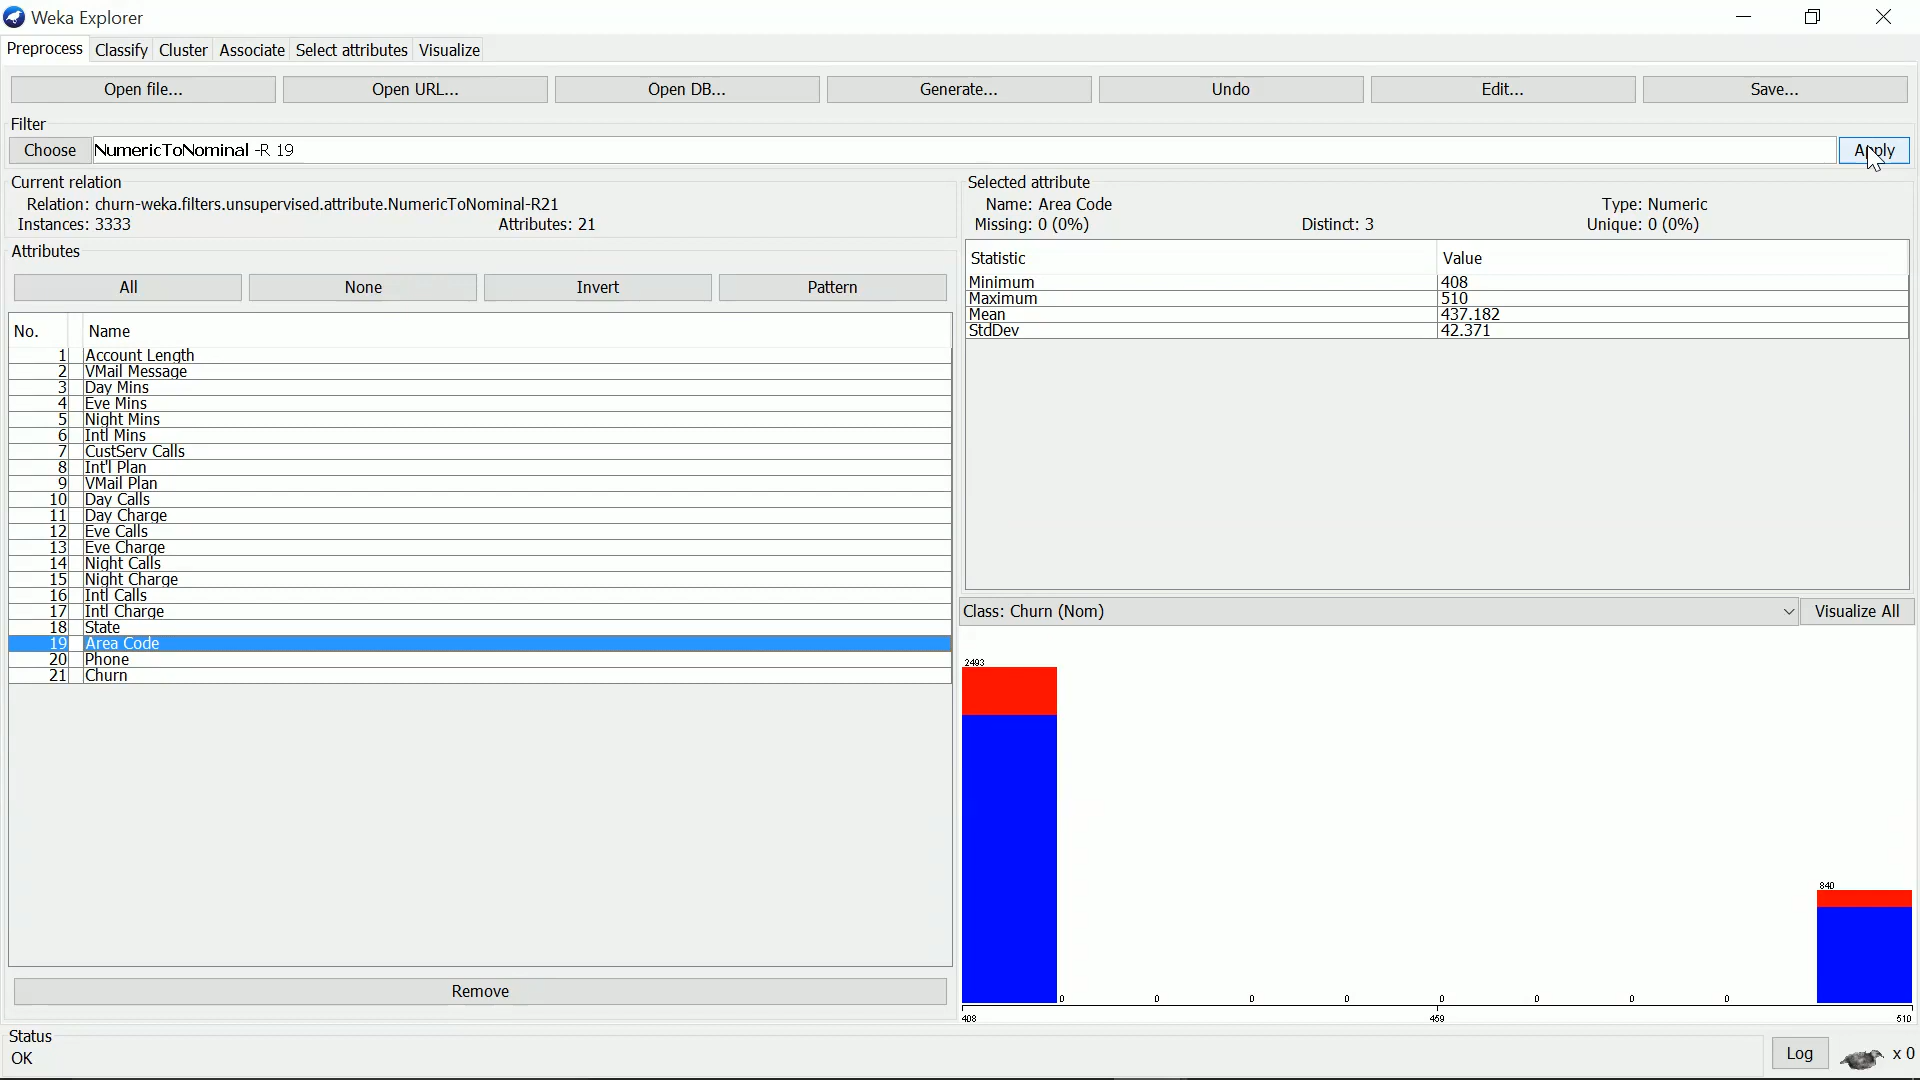 Weka Explorer
Preprocess Classify Cluster Associate Select attributes Visualize
Open file... Open URL... Open DB... Generate... Undo Edit... Save...
Filter
Choose NumericToNominal -R 19 Apply
Current relation
Relation: churn-weka.filters.unsupervised.attribute.NumericToNominal-R21
Instances: 3333 Attributes: 21
Attributes
All None Invert Pattern
No. Name
1 Account Length
2 VMail Message
3 Day Mins
4 Eve Mins
5 Night Mins
6 Intl Mins
7 CustServ Calls
8 Int'l Plan
9 VMail Plan
10 Day Calls
11 Day Charge
12 Eve Calls
13 Eve Charge
14 Night Calls
15 Night Charge
16 Intl Calls
17 Intl Charge
18 State
19 Area Code
20 Phone
21 Churn
Remove
Selected attribute
Name: Area Code Type: Numeric
Missing: 0 (0%) Distinct: 3 Unique: 0 (0%)
Statistic Value
Minimum 408
Maximum 510
Mean 437.182
StdDev 42.371
Class: Churn (Nom) Visualize All
2493
840
0 0 0 0 0 0 0 0
408 459 510
Status
OK
Log x 0